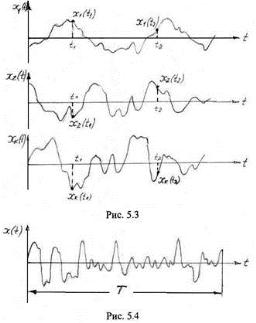 x₁(t)
x₁(t₁)
x₁(t₂)
t₁
t₂
t
x₂(t)
t₁
x₂(t₁)
x₂(t₂)
t₂
t
xₖ(t)
t₁
xₖ(t₁)
t₂
xₖ(t₂)
t
Рис. 5.3
x(t)
t
T
Рис. 5.4